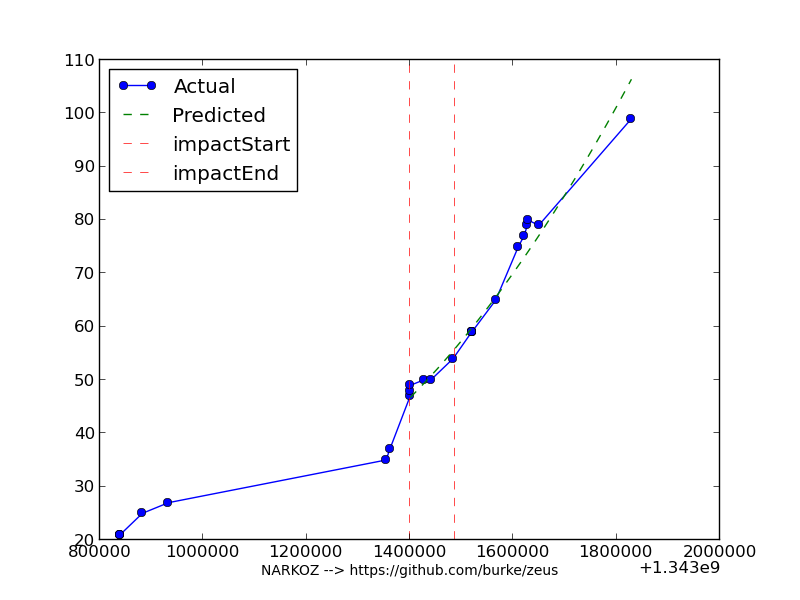 110
100
90
80
70
60
50
40
30
20
Actual
Predicted
impactStart
impactEnd
800000 1000000 1200000 1400000 1600000 1800000 2000000
+1.343e9
NARKOZ --> https://github.com/burke/zeus